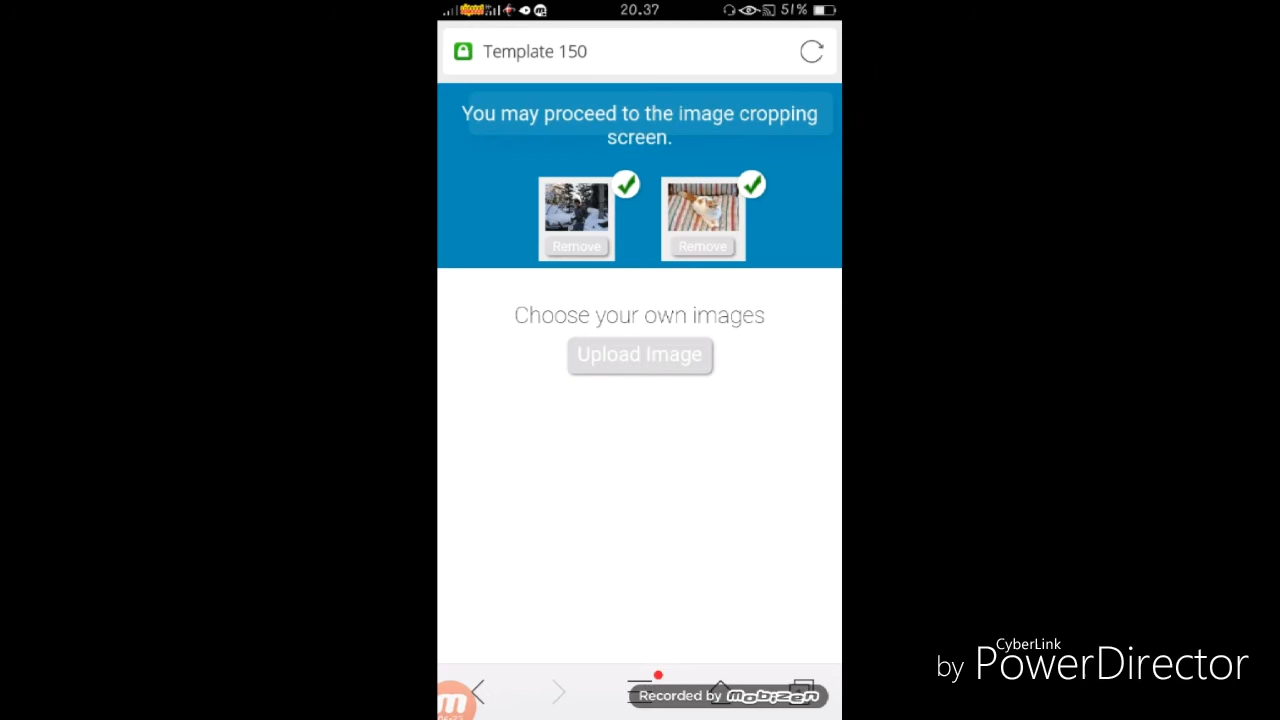 20.37
51%
Template 150
You may proceed to the image cropping
screen.
Remove
Remove
Choose your own images
Upload Image
CyberLink
by PowerDirector
Recorded by mobizen